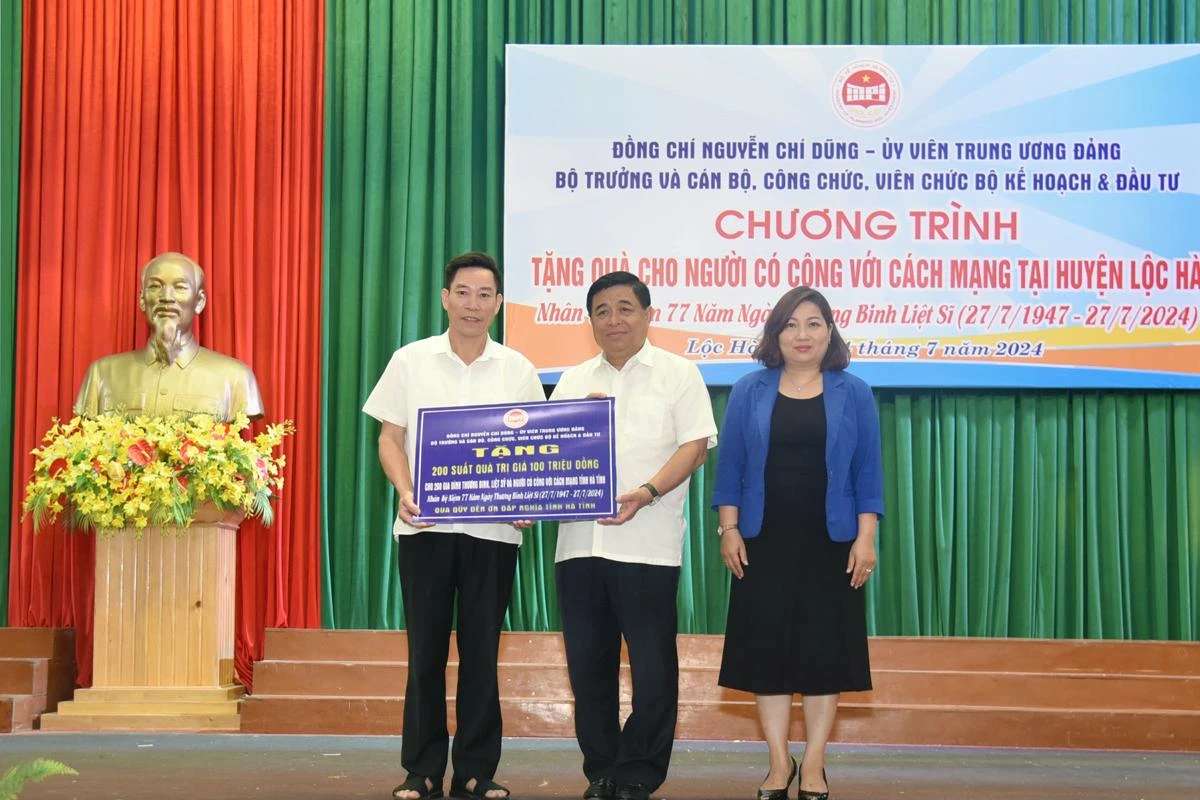 ĐỒNG CHÍ NGUYỄN CHÍ DŨNG – ỦY VIÊN TRUNG ƯƠNG ĐẢNG
BỘ TRƯỞNG VÀ CÁN BỘ, CÔNG CHỨC, VIÊN CHỨC BỘ KẾ HOẠCH & ĐẦU TƯ
CHƯƠNG TRÌNH
TẶNG QUÀ CHO NGƯỜI CÓ CÔNG VỚI CÁCH MẠNG TẠI HUYỆN LỘC HÀ
Nhân 77 Năm Ngày Binh Liệt Sĩ (27/7/1947 - 27/7/2024)
Lộc Hà tháng 7 năm 2024
ĐỒNG CHÍ NGUYỄN CHÍ DŨNG - ỦY VIÊN TRUNG ƯƠNG ĐẢNG
BỘ TRƯỞNG VÀ CÁN BỘ, CÔNG CHỨC, VIÊN CHỨC BỘ KẾ HOẠCH & ĐẦU TƯ
TẶNG
200 SUẤT QUÀ TRỊ GIÁ 100 TRIỆU ĐỒNG
CHO 200 GIA ĐÌNH THƯƠNG BINH, LIỆT SỸ VÀ NGƯỜI CÓ CÔNG VỚI CÁCH MẠNG TỈNH HÀ TĨNH
Nhân Kỷ Niệm 77 Năm Ngày Thương Binh Liệt Sĩ (27/7/1947 - 27/7/2024)
QUA QŨY ĐỀN ƠN ĐÁP NGHĨA TỈNH HÀ TĨNH